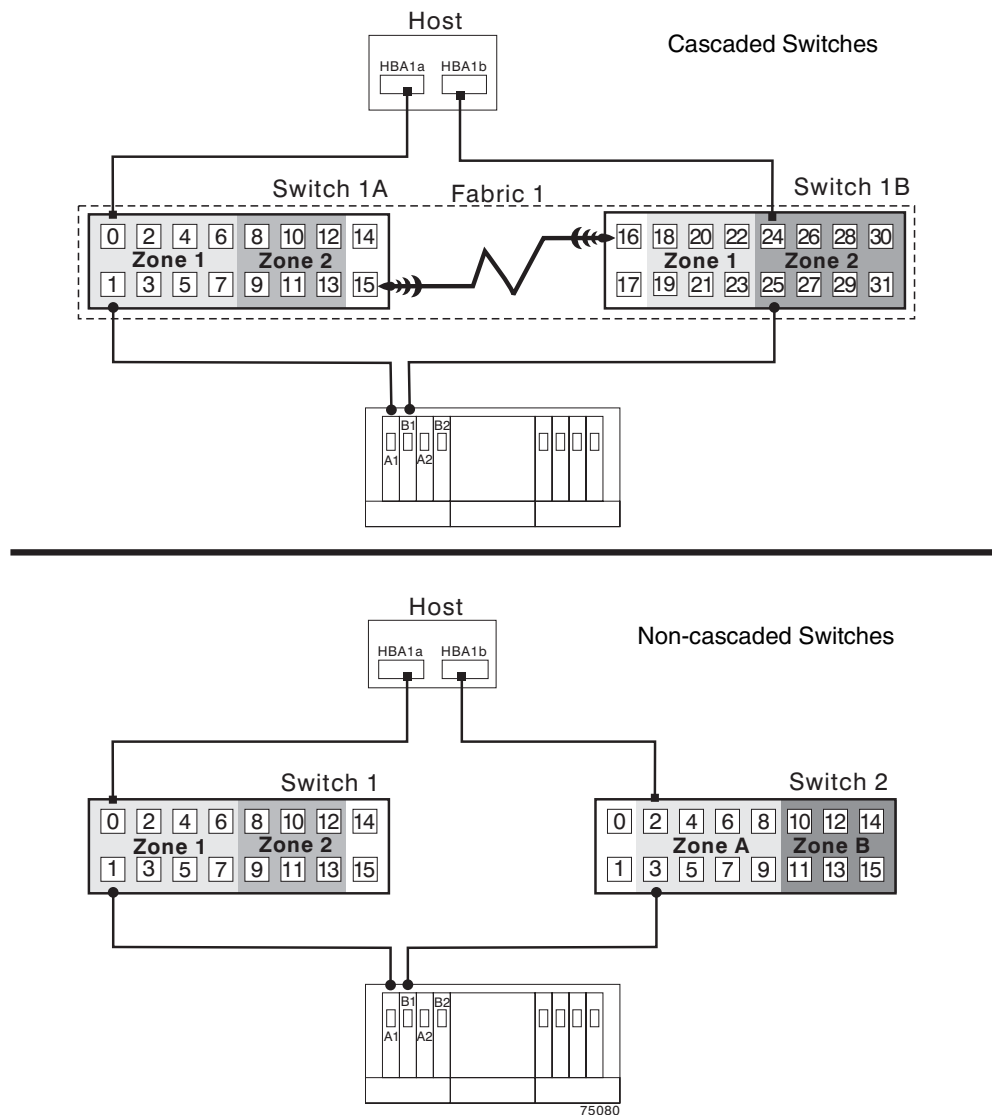 Host
Cascaded Switches
HBA1a HBA1b
Switch 1A
Fabric 1
Switch 1B
0 2 4 6 8 10 12 14
Zone 1 Zone 2
1 3 5 7 9 11 13 15
16 18 20 22 24 26 28 30
Zone 1 Zone 2
17 19 21 23 25 27 29 31
B1 B2
A1 A2
Host
Non-cascaded Switches
HBA1a HBA1b
Switch 1
Switch 2
0 2 4 6 8 10 12 14
Zone 1 Zone 2
1 3 5 7 9 11 13 15
0 2 4 6 8 10 12 14
Zone A Zone B
1 3 5 7 9 11 13 15
B1 B2
A1 A2
75080